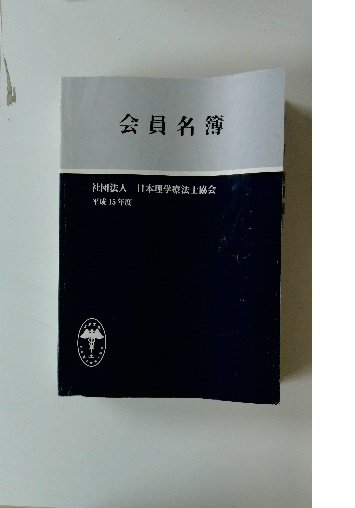 会員名簿
社団法人 日本理学療法士協会
平成15年度